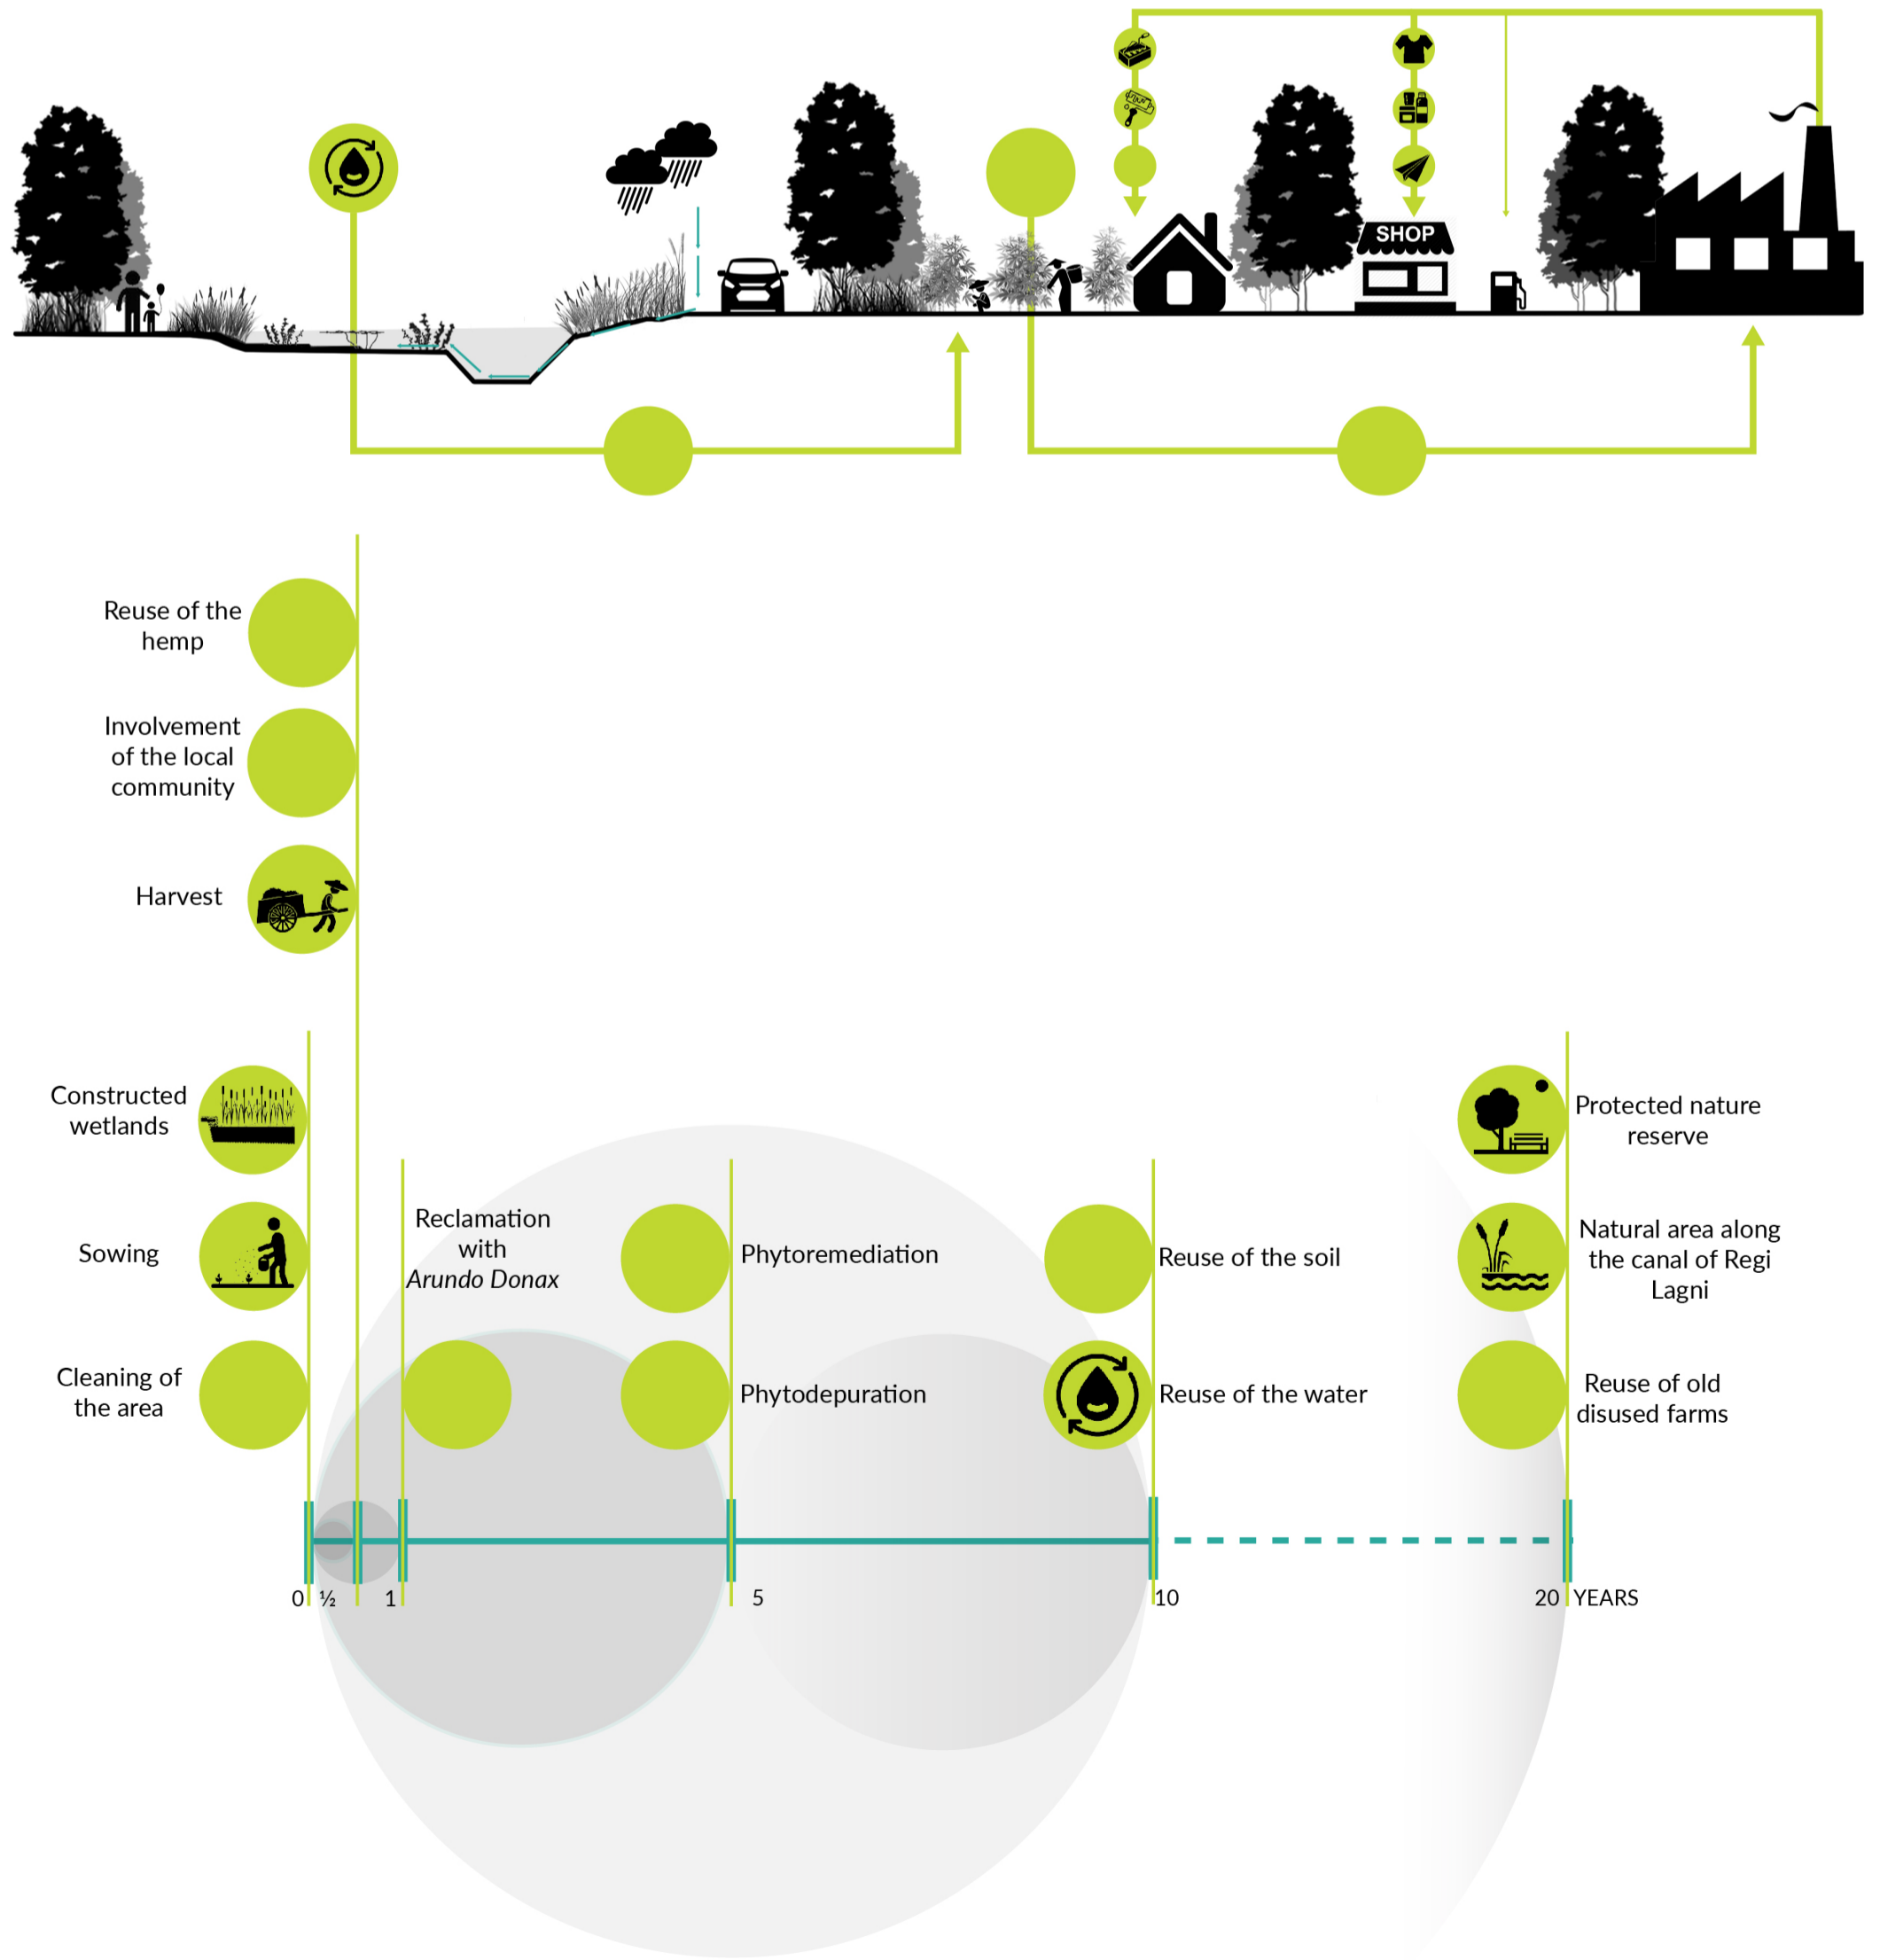 SHOP
Reuse of the
hemp
Involvement
of the local
community
Harvest
Constructed
wetlands
Sowing
Cleaning of
the area
Reclamation
with
Arundo Donax
Phytoremediation
Phytodepuration
Reuse of the soil
Reuse of the water
Protected nature
reserve
Natural area along
the canal of Regi
Lagni
Reuse of old
disused farms
0 ½ 1 5 10 20 YEARS